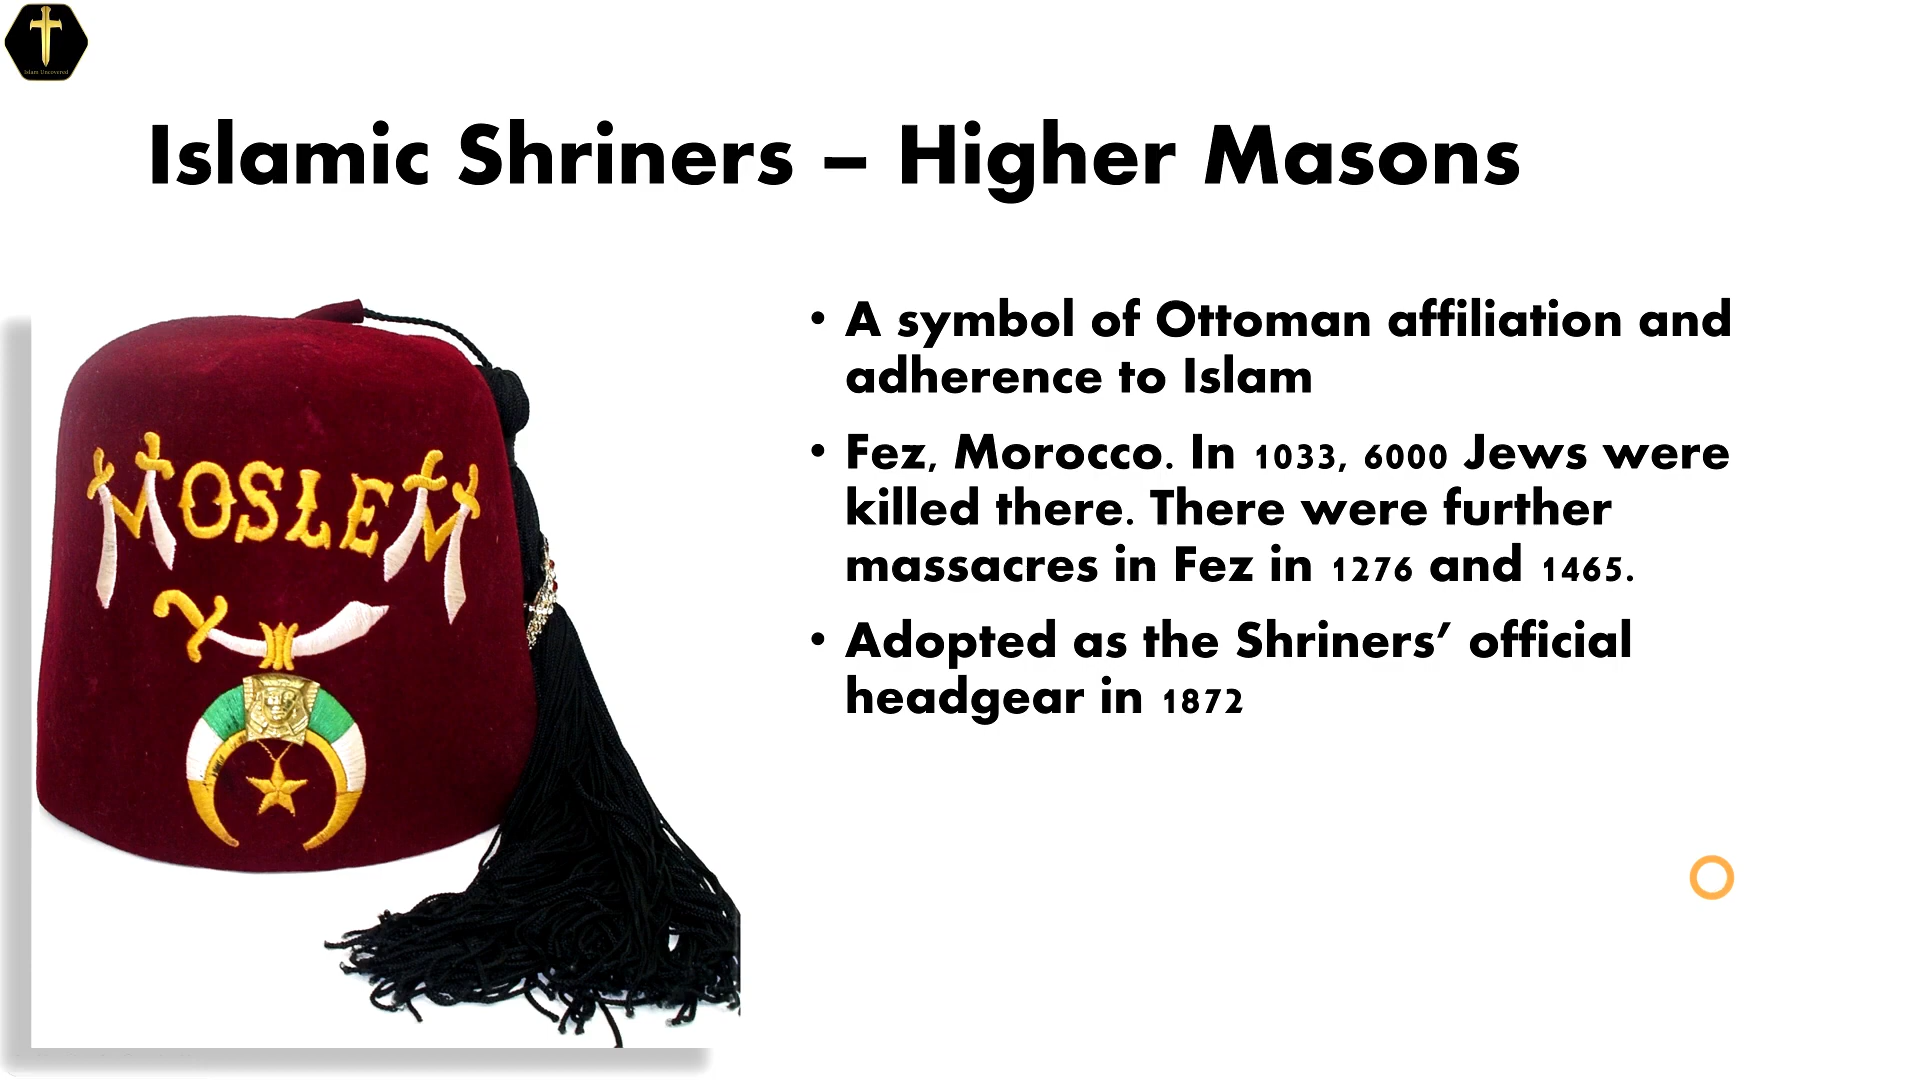 Islam Uncovered
Islamic Shriners – Higher Masons
MOSLEM
• A symbol of Ottoman affiliation and
adherence to Islam
• Fez, Morocco. In 1033, 6000 Jews were
killed there. There were further
massacres in Fez in 1276 and 1465.
• Adopted as the Shriners’ official
headgear in 1872